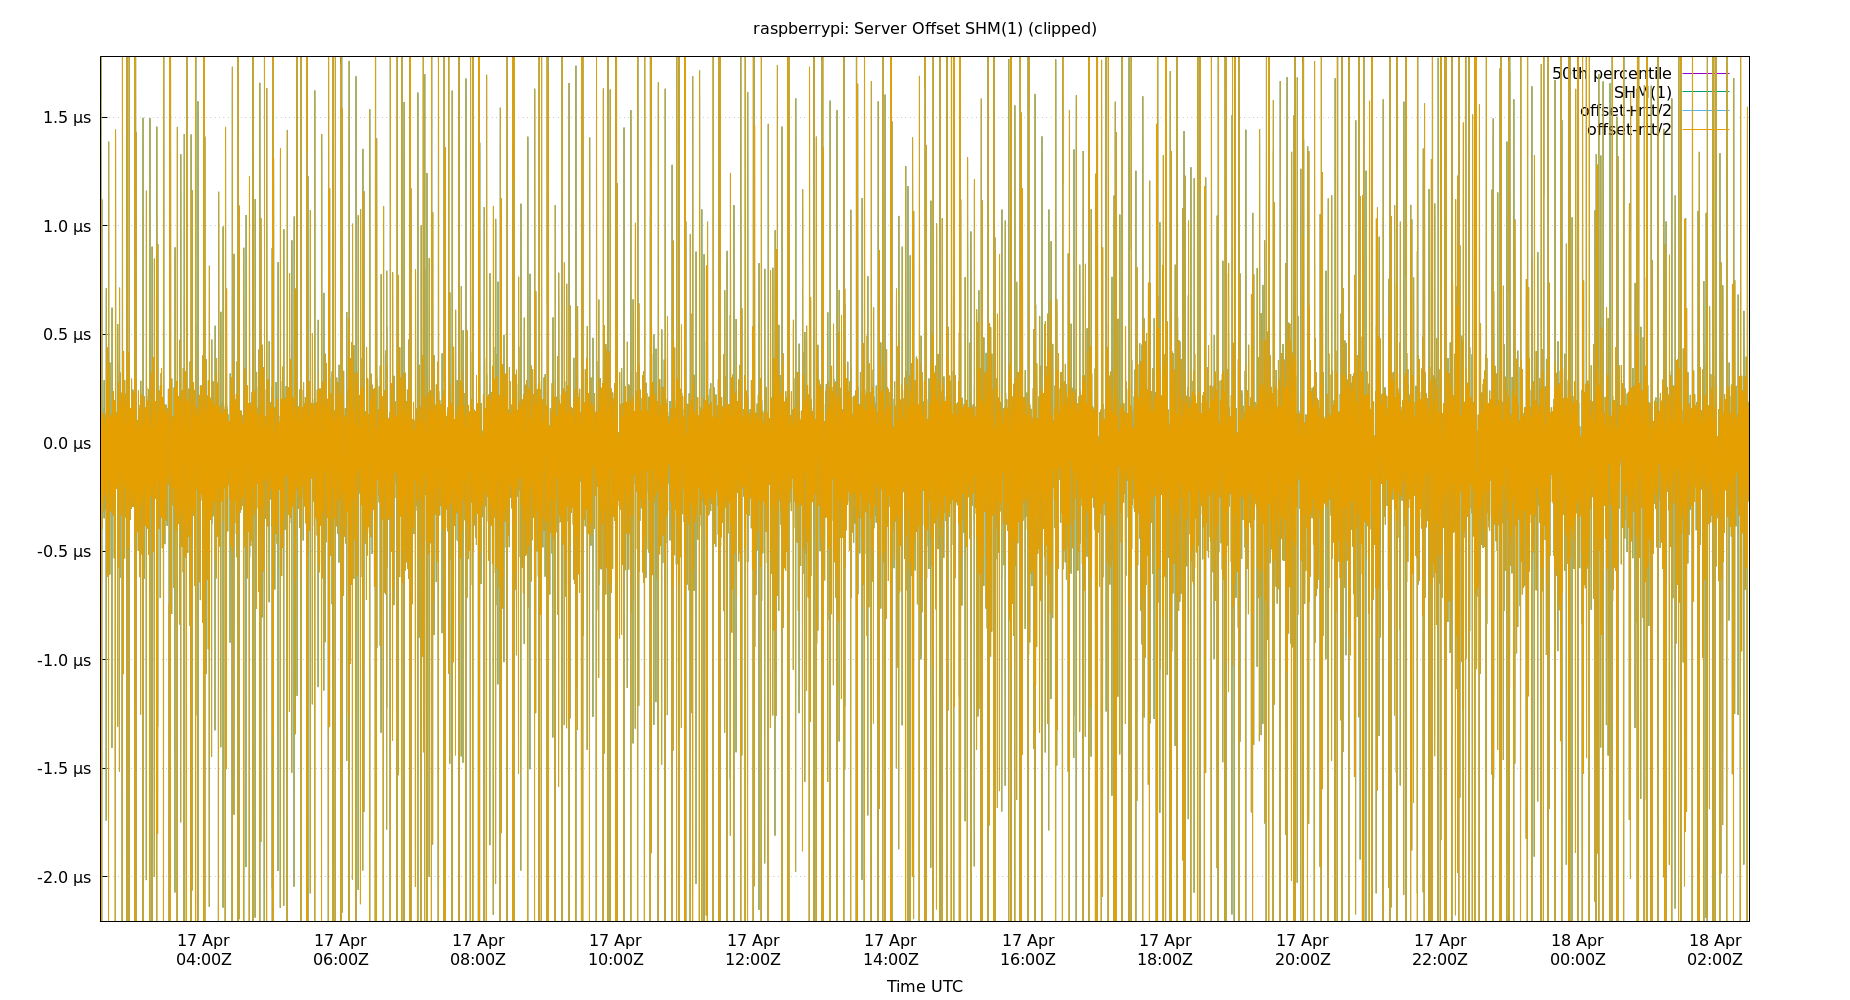 raspberrypi: Server Offset SHM(1) (clipped)
50th percentile
SHM(1)
offset+rtt/2
offset-rtt/2
1.5 µs
1.0 µs
0.5 µs
0.0 µs
-0.5 µs
-1.0 µs
-1.5 µs
-2.0 µs
17 Apr 17 Apr 17 Apr 17 Apr 17 Apr 17 Apr 17 Apr 17 Apr 17 Apr 17 Apr 18 Apr 18 Apr
04:00Z 06:00Z 08:00Z 10:00Z 12:00Z 14:00Z 16:00Z 18:00Z 20:00Z 22:00Z 00:00Z 02:00Z
Time UTC